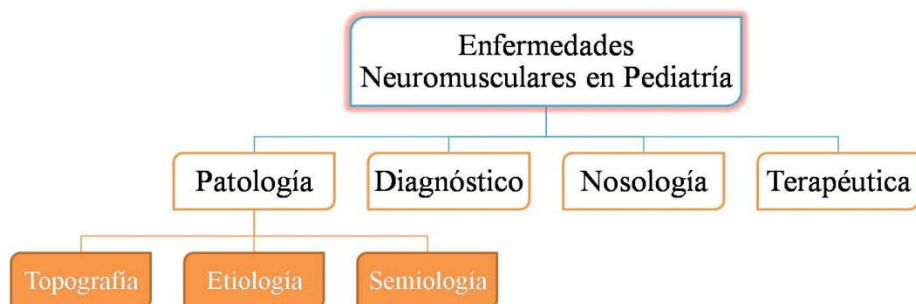 Enfermedades
Neuromusculares en Pediatría
Patología
Diagnóstico
Nosología
Terapéutica
Topografía
Etiología
Semiología